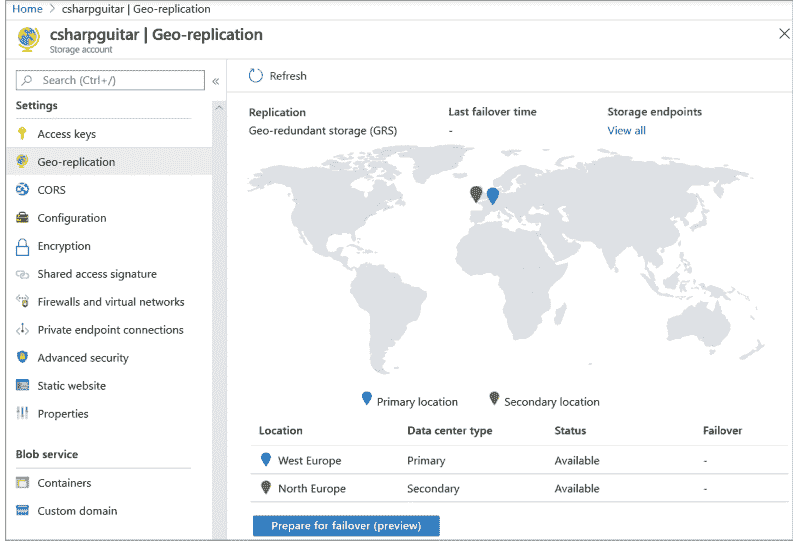 Home > csharpguitar | Geo-replication
csharpguitar | Geo-replication
Storage account
Search (Ctrl+/)
«
Settings
Access keys
Geo-replication
CORS
Configuration
Encryption
Shared access signature
Firewalls and virtual networks
Private endpoint connections
Advanced security
Static website
Properties
Blob service
Containers
Custom domain
Refresh
Replication Last failover time Storage endpoints
Geo-redundant storage (GRS) - View all
Primary location Secondary location
Location Data center type Status Failover
West Europe Primary Available -
North Europe Secondary Available -
Prepare for failover (preview)